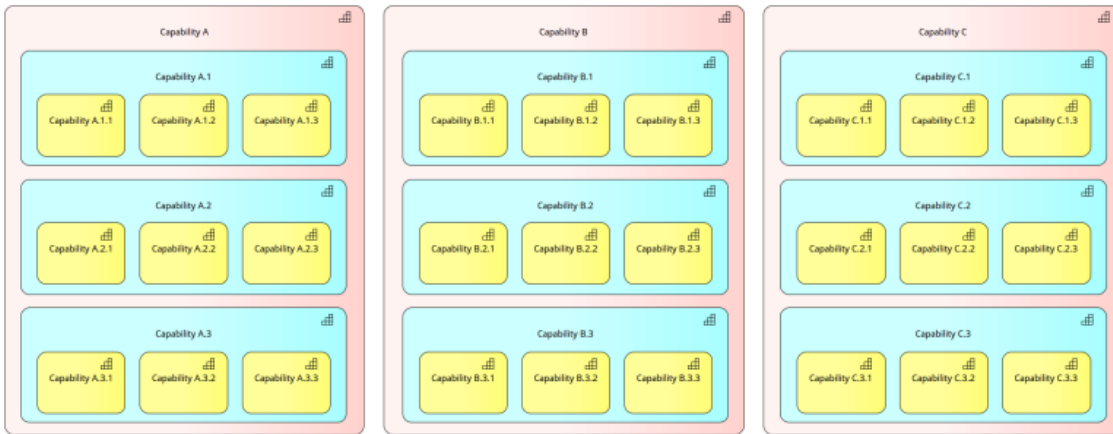 Capability A
Capability B
Capability C
Capability A.1
Capability B.1
Capability C.1
Capability A.1.1 Capability A.1.2 Capability A.1.3
Capability B.1.1 Capability B.1.2 Capability B.1.3
Capability C.1.1 Capability C.1.2 Capability C.1.3
Capability A.2
Capability B.2
Capability C.2
Capability A.2.1 Capability A.2.2 Capability A.2.3
Capability B.2.1 Capability B.2.2 Capability B.2.3
Capability C.2.1 Capability C.2.2 Capability C.2.3
Capability A.3
Capability B.3
Capability C.3
Capability A.3.1 Capability A.3.2 Capability A.3.3
Capability B.3.1 Capability B.3.2 Capability B.3.3
Capability C.3.1 Capability C.3.2 Capability C.3.3